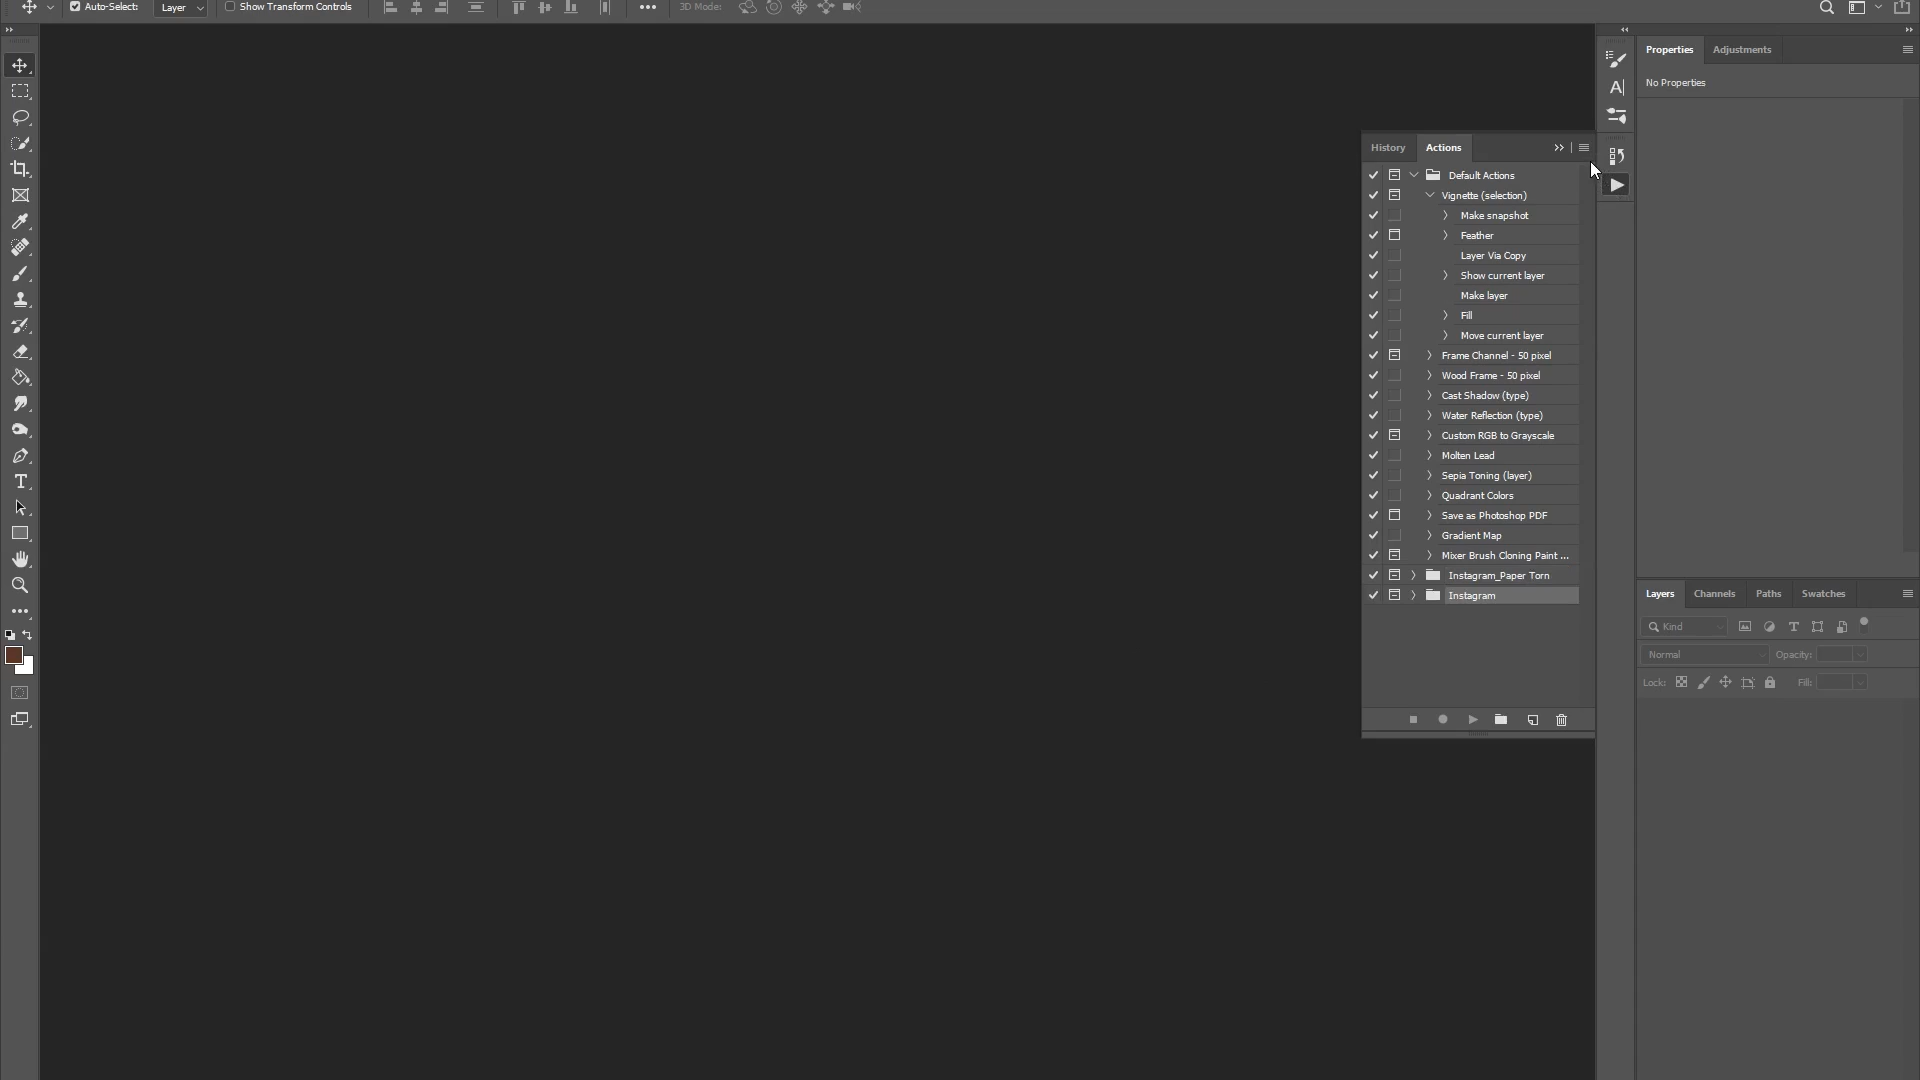 Auto-Select: Layer Show Transform Controls 3D Mode:
Properties Adjustments
No Properties
History Actions
Default Actions
Vignette (selection)
Make snapshot
Feather
Layer Via Copy
Show current layer
Make layer
Fill
Move current layer
Frame Channel - 50 pixel
Wood Frame - 50 pixel
Cast Shadow (type)
Water Reflection (type)
Custom RGB to Grayscale
Molten Lead
Sepia Toning (layer)
Quadrant Colors
Save as Photoshop PDF
Gradient Map
Mixer Brush Cloning Paint ...
Instagram_Paper Torn
Instagram
Layers Channels Paths Swatches
Kind
Normal Opacity:
Lock: Fill: